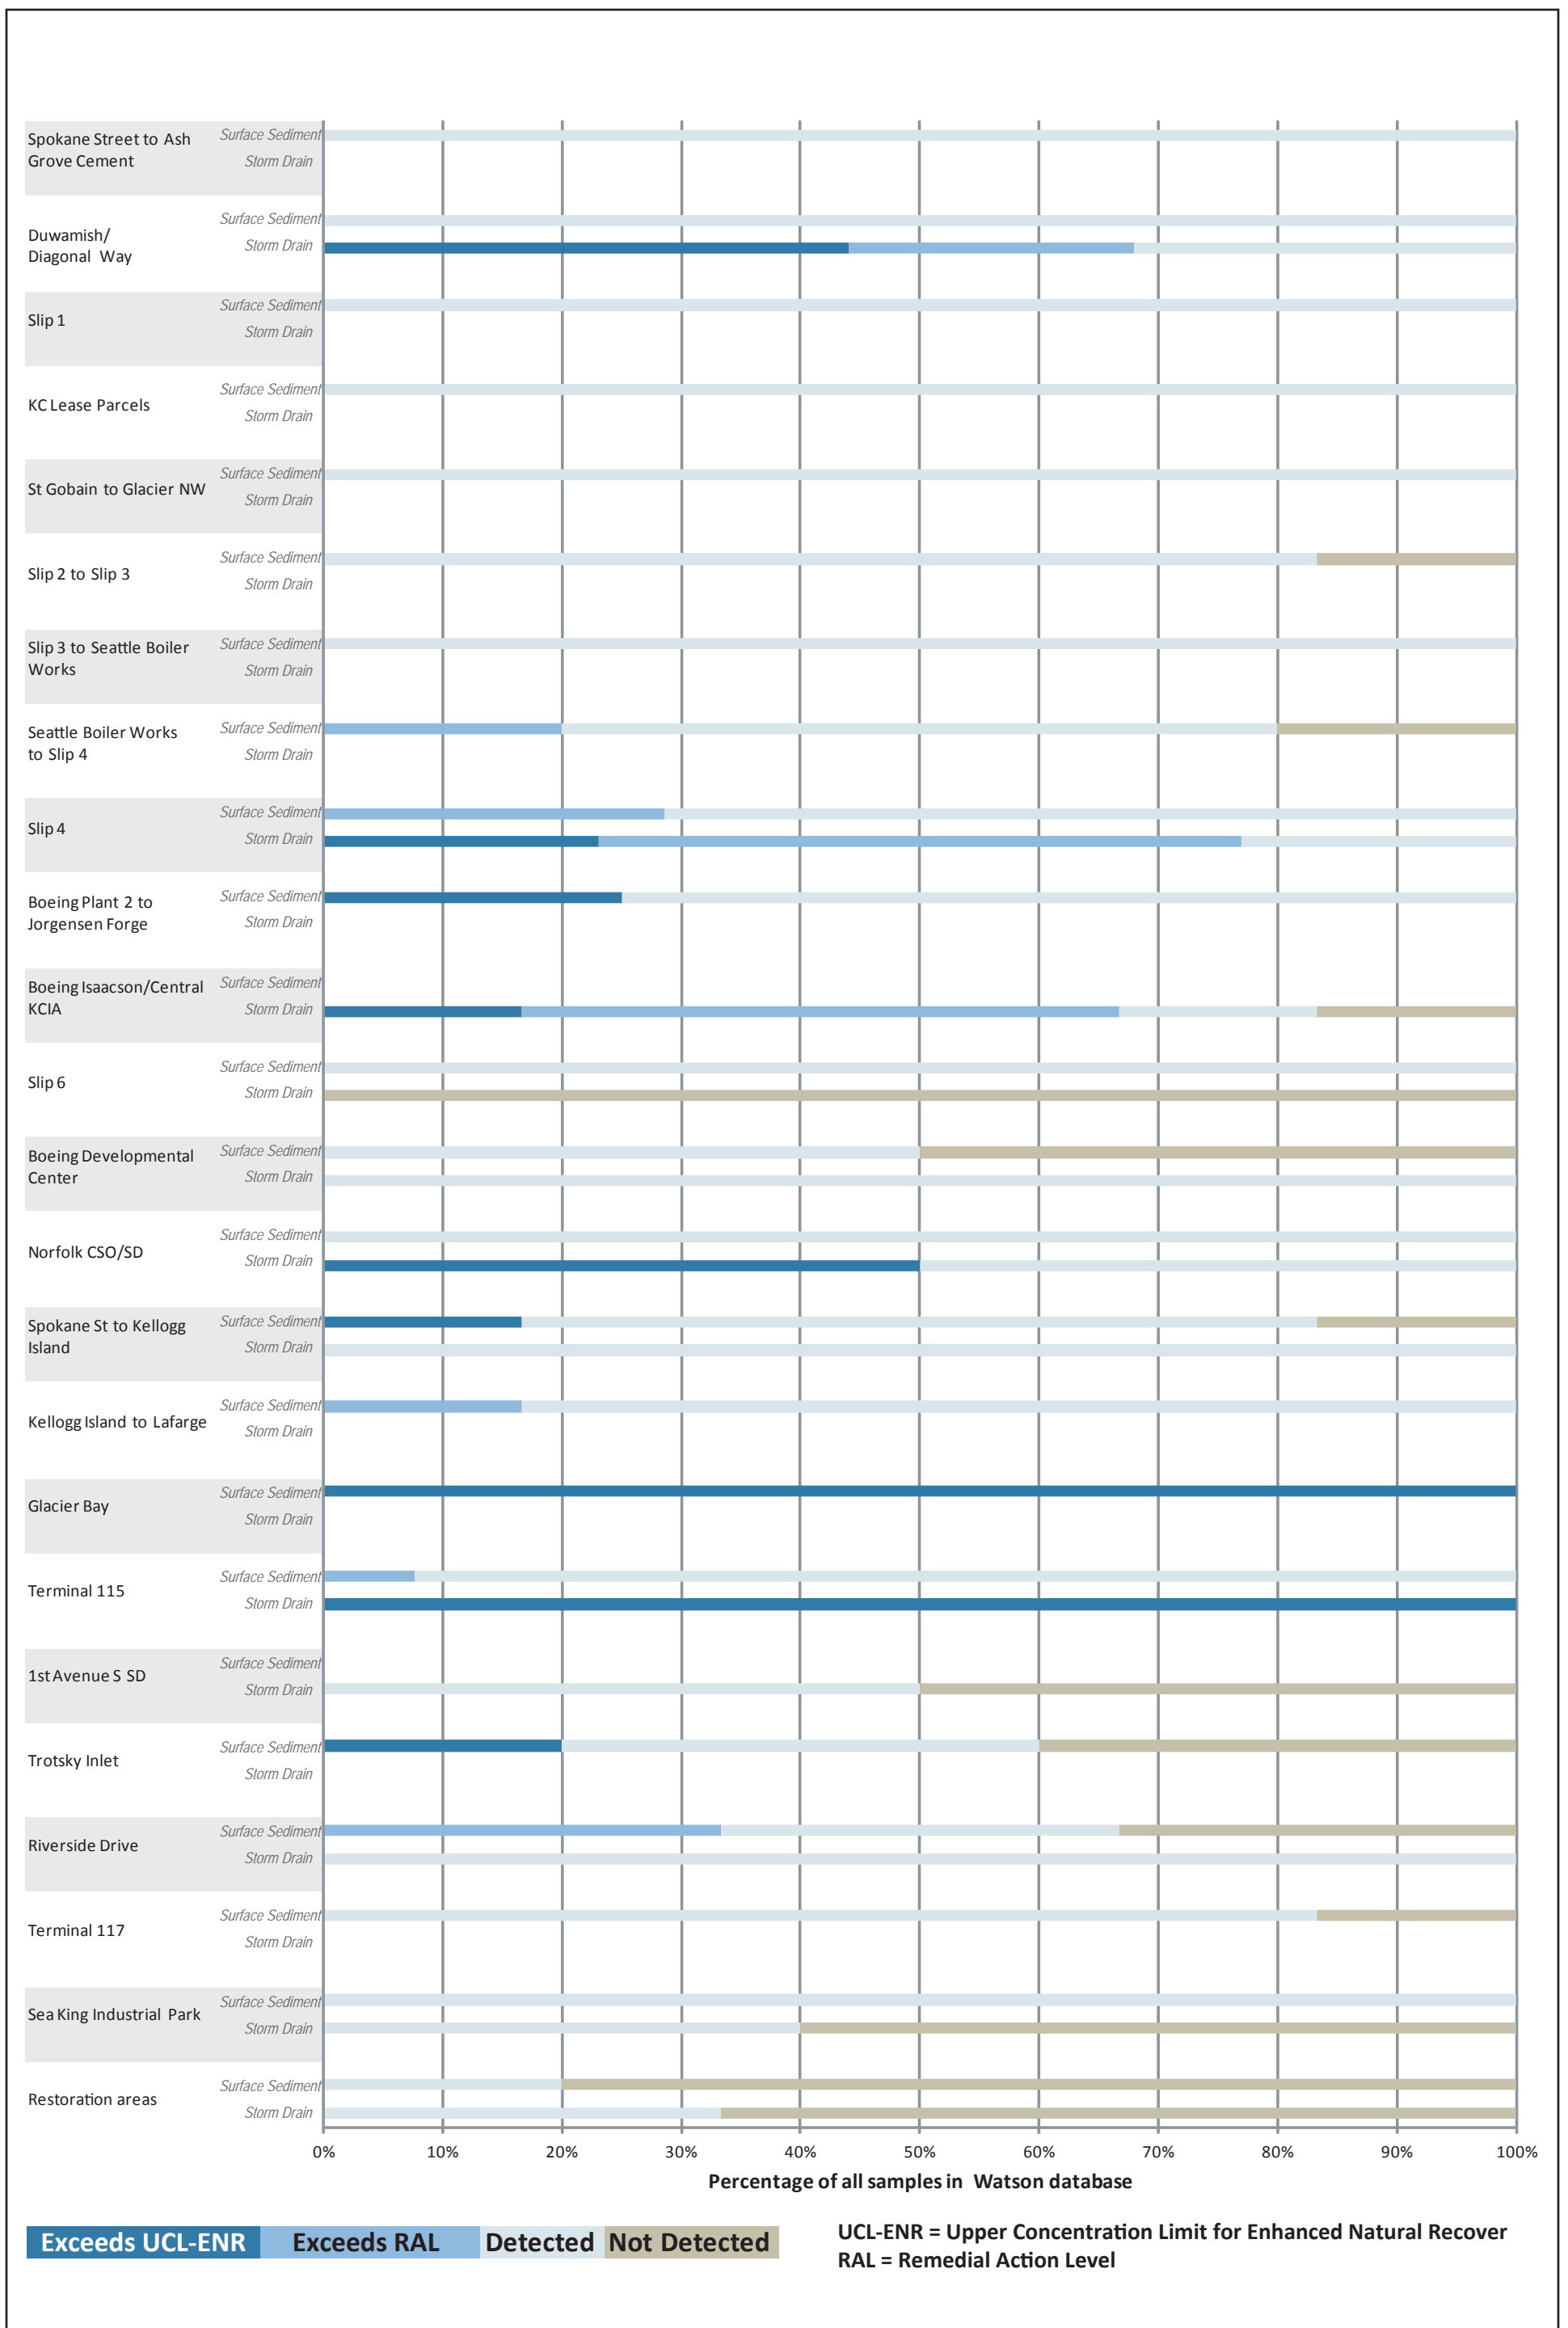 Spokane Street to Ash
Grove Cement
Surface Sediment
Storm Drain
Duwamish/
Diagonal Way
Surface Sediment
Storm Drain
Slip 1
Surface Sediment
Storm Drain
KC Lease Parcels
Surface Sediment
Storm Drain
St Gobain to Glacier NW
Surface Sediment
Storm Drain
Slip 2 to Slip 3
Surface Sediment
Storm Drain
Slip 3 to Seattle Boiler
Works
Surface Sediment
Storm Drain
Seattle Boiler Works
to Slip 4
Surface Sediment
Storm Drain
Slip 4
Surface Sediment
Storm Drain
Boeing Plant 2 to
Jorgensen Forge
Surface Sediment
Storm Drain
Boeing Isaacson/Central
KCIA
Surface Sediment
Storm Drain
Slip 6
Surface Sediment
Storm Drain
Boeing Developmental
Center
Surface Sediment
Storm Drain
Norfolk CSO/SD
Surface Sediment
Storm Drain
Spokane St to Kellogg
Island
Surface Sediment
Storm Drain
Kellogg Island to Lafarge
Surface Sediment
Storm Drain
Glacier Bay
Surface Sediment
Storm Drain
Terminal 115
Surface Sediment
Storm Drain
1st Avenue S SD
Surface Sediment
Storm Drain
Trotsky Inlet
Surface Sediment
Storm Drain
Riverside Drive
Surface Sediment
Storm Drain
Terminal 117
Surface Sediment
Storm Drain
Sea King Industrial Park
Surface Sediment
Storm Drain
Restoration areas
Surface Sediment
Storm Drain
0% 10% 20% 30% 40% 50% 60% 70% 80% 90% 100%
Percentage of all samples in Watson database
Exceeds UCL-ENR Exceeds RAL Detected Not Detected
UCL-ENR = Upper Concentration Limit for Enhanced Natural Recover
RAL = Remedial Action Level